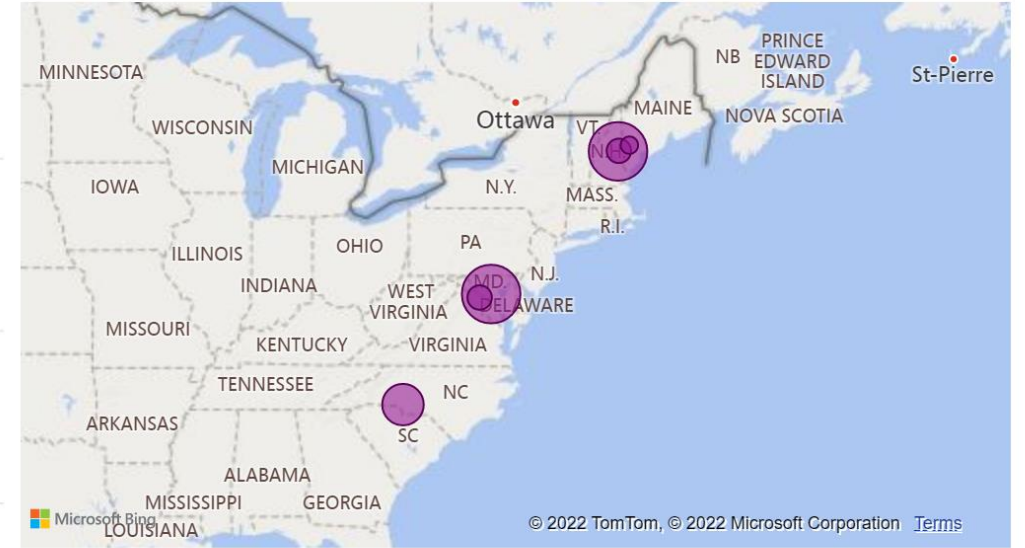 PRINCE
EDWARD
ISLAND
NB
MINNESOTA
St-Pierre
MAINE
NOVA SCOTIA
Ottawa
VT
WISCONSIN
N.H.
MICHIGAN
IOWA
N.Y.
MASS.
R.I.
OHIO
PA
ILLINOIS
N.J.
MD.
INDIANA
WEST
VIRGINIA
DELAWARE
MISSOURI
KENTUCKY
VIRGINIA
TENNESSEE
NC
ARKANSAS
SC
ALABAMA
MISSISSIPPI
GEORGIA
Microsoft Bing
LOUISIANA
© 2022 TomTom, © 2022 Microsoft Corporation Terms